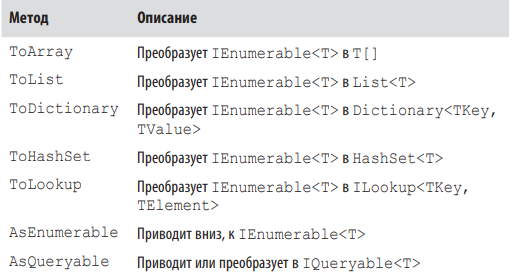 Метод Описание
ToArray Преобразует IEnumerable<T> в T[]
ToList Преобразует IEnumerable<T> в List<T>
ToDictionary Преобразует IEnumerable<T> в Dictionary<TKey,
TValue>
ToHashSet Преобразует IEnumerable<T> в HashSet<T>
ToLookup Преобразует IEnumerable<T> в ILookup<TKey,
TElement>
AsEnumerable Приводит вниз, к IEnumerable<T>
AsQueryable Приводит или преобразует в IQueryable<T>